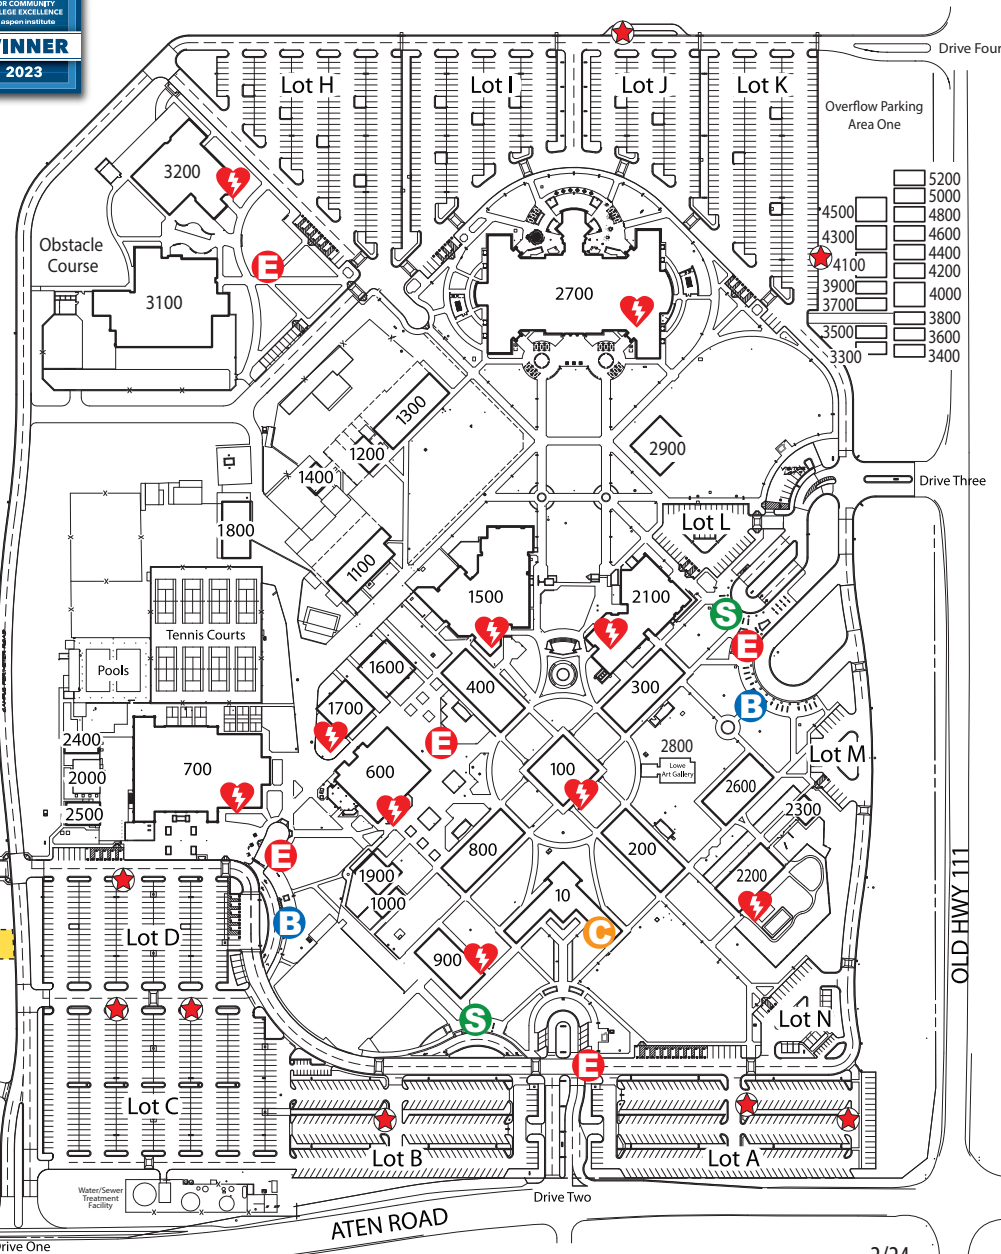 OR COMMUNITY
LEGE EXCELLENCE
aspen institute
WINNER
2023
Drive Four
Lot H
Lot I
Lot J
Lot K
Overflow Parking
Area One
3200
5200
5000
4500
4800
4300
4600
4400
4100
4200
3900
4000
3700
3800
3500
3600
3300
3400
Obstacle
Course
E
3100
2700
1300
1200
1400
2900
Drive Three
Lot L
1800
1100
1500
2100
S
E
Tennis Courts
Pools
1600
400
300
B
1700
E
2400
2000
2500
700
600
100
2800
Lowe
Art Gallery
Lot M
2600
2300
E
800
200
1900
1000
2200
10
B
C
Lot D
900
S
Lot N
OLD HWY 111
E
Lot C
Lot B
Lot A
Water/Sewer
Treatment
Facility
Drive Two
ATEN ROAD
Drive One
2/24